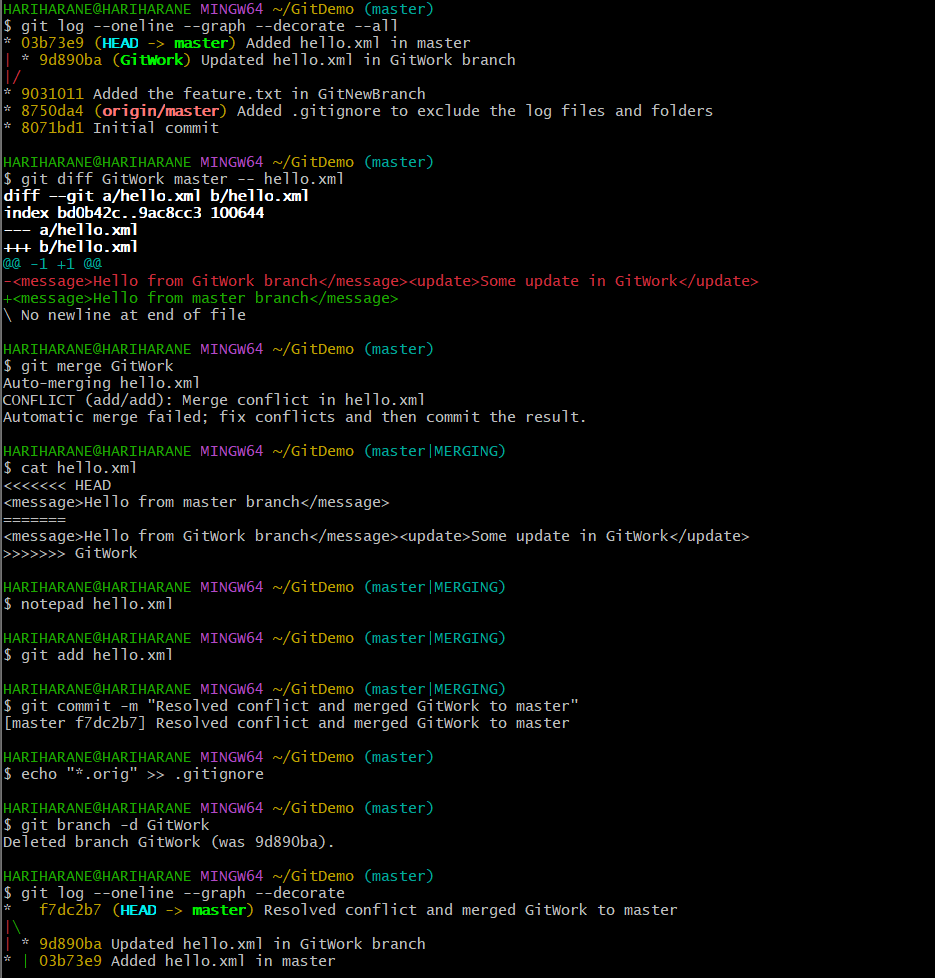 HARIHARANE@HARIHARANE MINGW64 ~/GitDemo (master)
$ git log --oneline --graph --decorate --all
* 03b73e9 (HEAD -> master) Added hello.xml in master
| * 9d890ba (GitWork) Updated hello.xml in GitWork branch
|/
* 9031011 Added the feature.txt in GitNewBranch
* 8750da4 (origin/master) Added .gitignore to exclude the log files and folders
* 8071bd1 Initial commit
HARIHARANE@HARIHARANE MINGW64 ~/GitDemo (master)
$ git diff GitWork master -- hello.xml
diff --git a/hello.xml b/hello.xml
index bd0b42c..9ac8cc3 100644
--- a/hello.xml
+++ b/hello.xml
@@ -1 +1 @@
-<message>Hello from GitWork branch</message><update>Some update in GitWork</update>
+<message>Hello from master branch</message>
\ No newline at end of file
HARIHARANE@HARIHARANE MINGW64 ~/GitDemo (master)
$ git merge GitWork
Auto-merging hello.xml
CONFLICT (add/add): Merge conflict in hello.xml
Automatic merge failed; fix conflicts and then commit the result.
HARIHARANE@HARIHARANE MINGW64 ~/GitDemo (master|MERGING)
$ cat hello.xml
<<<<<<< HEAD
<message>Hello from master branch</message>
=======
<message>Hello from GitWork branch</message><update>Some update in GitWork</update>
>>>>>>> GitWork
HARIHARANE@HARIHARANE MINGW64 ~/GitDemo (master|MERGING)
$ notepad hello.xml
HARIHARANE@HARIHARANE MINGW64 ~/GitDemo (master|MERGING)
$ git add hello.xml
HARIHARANE@HARIHARANE MINGW64 ~/GitDemo (master|MERGING)
$ git commit -m "Resolved conflict and merged GitWork to master"
[master f7dc2b7] Resolved conflict and merged GitWork to master
HARIHARANE@HARIHARANE MINGW64 ~/GitDemo (master)
$ echo "*.orig" >> .gitignore
HARIHARANE@HARIHARANE MINGW64 ~/GitDemo (master)
$ git branch -d GitWork
Deleted branch GitWork (was 9d890ba).
HARIHARANE@HARIHARANE MINGW64 ~/GitDemo (master)
$ git log --oneline --graph --decorate
*   f7dc2b7 (HEAD -> master) Resolved conflict and merged GitWork to master
|\
| * 9d890ba Updated hello.xml in GitWork branch
* | 03b73e9 Added hello.xml in master